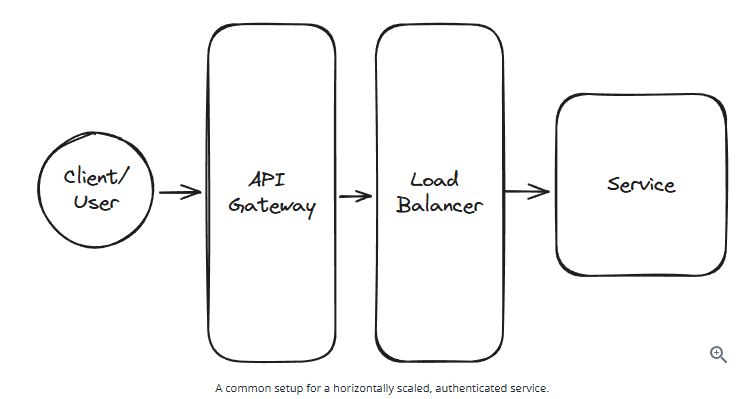 Client/
User
API
Gateway
Load
Balancer
Service
A common setup for a horizontally scaled, authenticated service.